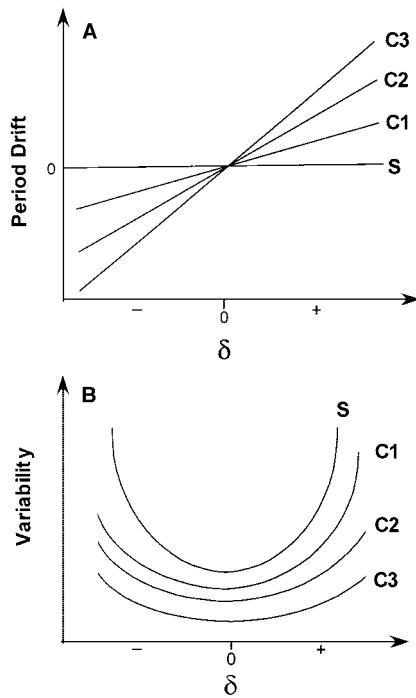 A
C3
C2
C1
S
0
Period Drift
– 0 +
δ
B
S
C1
C2
C3
Variability
– 0 +
δ